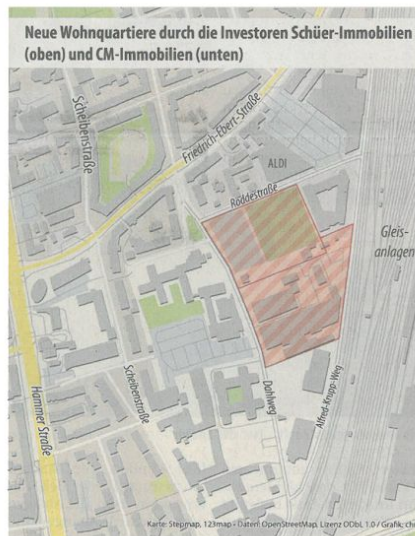 Neue Wohnquartiere durch die Investoren Schüer-Immobilien
(oben) und CM-Immobilien (unten)
Scheibenstraße
Friedrich-Ebert-Straße
ALDI
Roddestraße
Gleis-
anlagen
Hammer Straße
Scheibenstraße
Dahlweg
Alfred-Krupp-Weg
Karte: Stepmap, 123map - Daten: OpenStreetMap, Lizenz ODbL 1.0 / Grafik: